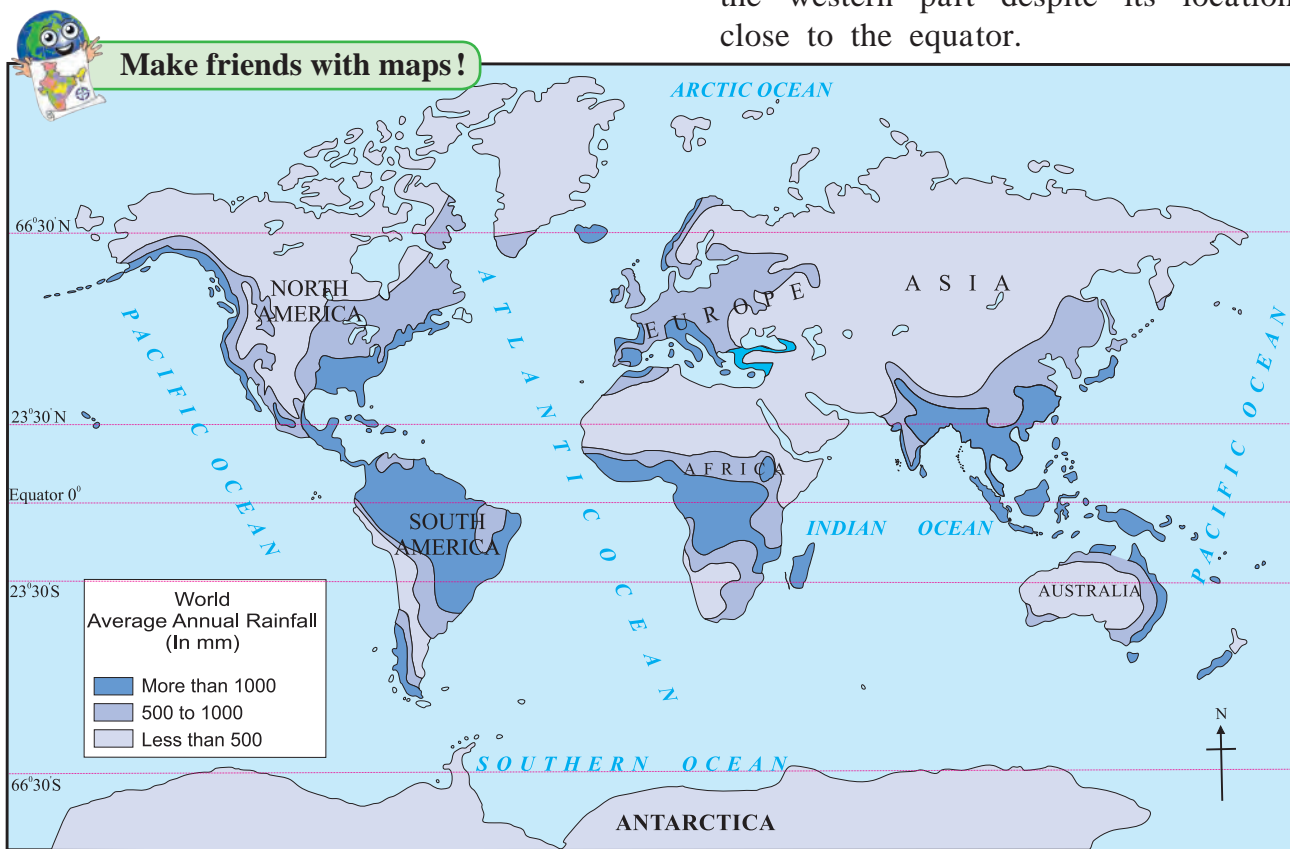 the western part despite its location
close to the equator.
Make friends with maps!
ARCTIC OCEAN
66°30' N
NORTH
AMERICA
ASIA
EUROPE
ATLANTIC OCEAN
PACIFIC OCEAN
PACIFIC OCEAN
23°30' N
AFRICA
Equator 0°
SOUTH
AMERICA
INDIAN OCEAN
23°30'S
AUSTRALIA
World
Average Annual Rainfall
(In mm)
More than 1000
500 to 1000
Less than 500
N
SOUTHERN OCEAN
66°30'S
ANTARCTICA